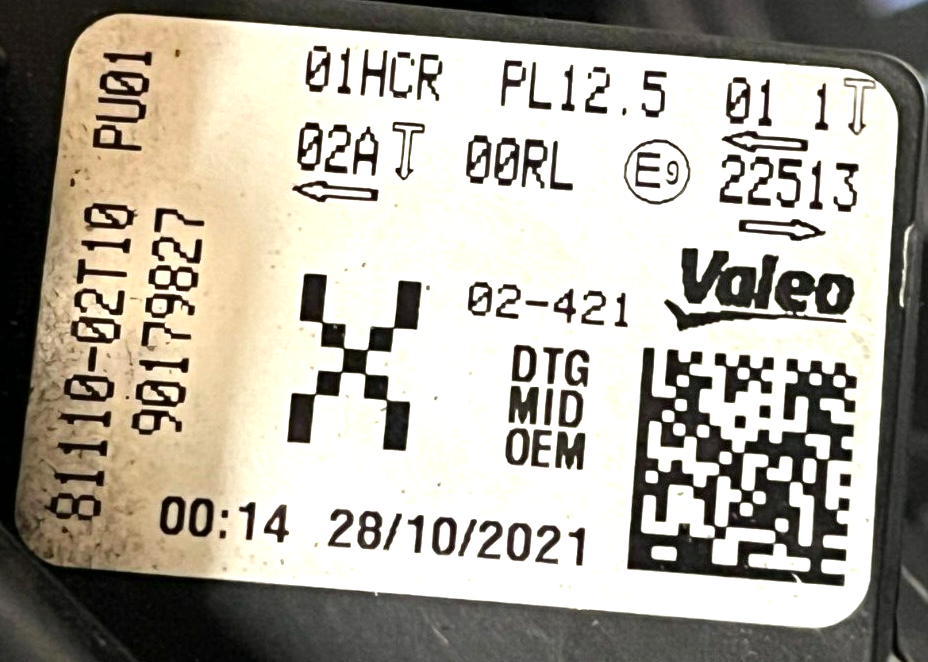 01HCR PL12.5 01 1
02A 00RL E9 22513
Valeo
02-421
DTG
MID
OEM
00:14 28/10/2021
81110-02T10 PU01
90179827